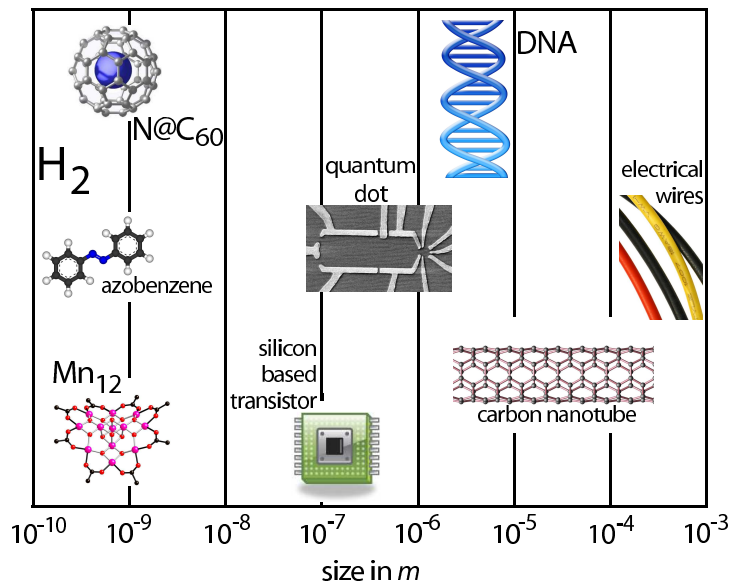 DNA
N@C₆₀
H₂
quantum
dot
electrical
wires
azobenzene
silicon
based
transistor
Mn₁₂
carbon nanotube
10⁻¹⁰ 10⁻⁹ 10⁻⁸ 10⁻⁷ 10⁻⁶ 10⁻⁵ 10⁻⁴ 10⁻³
size in m